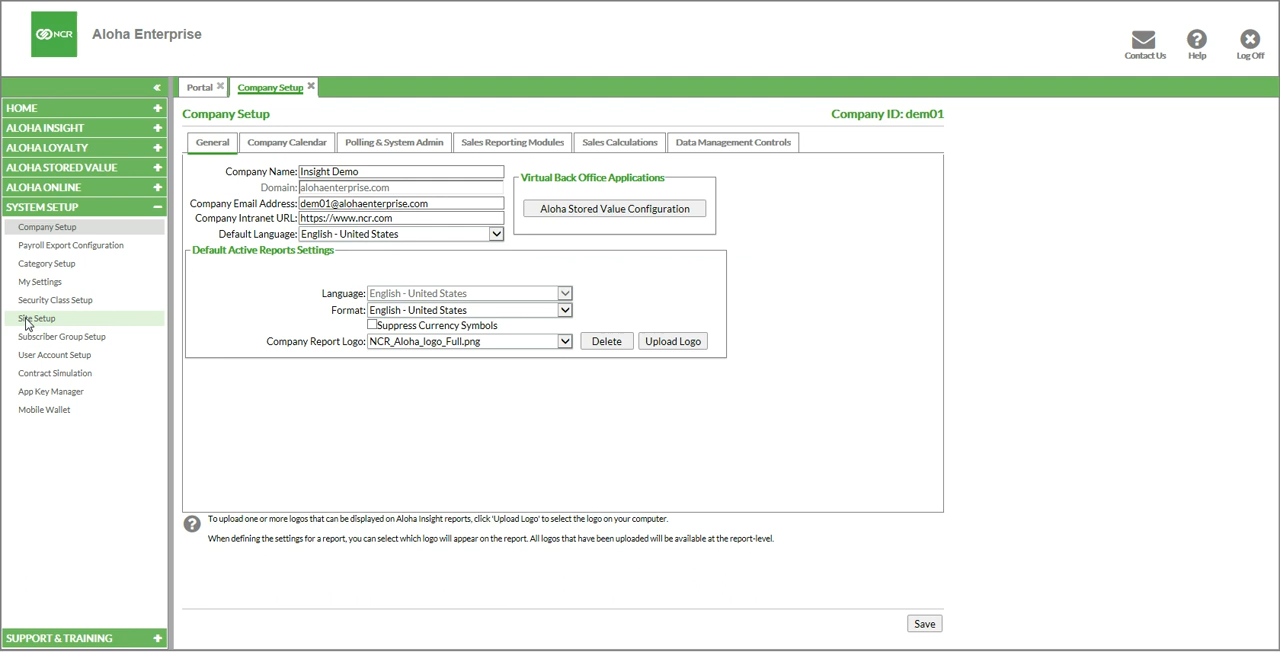 NCR
Aloha Enterprise
Contact Us
Help
Log Off
«
Portal
Company Setup
HOME
ALOHA INSIGHT
ALOHA LOYALTY
ALOHA STORED VALUE
ALOHA ONLINE
SYSTEM SETUP
Company Setup
Payroll Export Configuration
Category Setup
My Settings
Security Class Setup
Site Setup
Subscriber Group Setup
User Account Setup
Contract Simulation
App Key Manager
Mobile Wallet
SUPPORT & TRAINING
Company Setup
Company ID: dem01
General
Company Calendar
Polling & System Admin
Sales Reporting Modules
Sales Calculations
Data Management Controls
Company Name: Insight Demo
Domain: alohaenterprise.com
Company Email Address: dem01@alohaenterprise.com
Company Intranet URL: https://www.ncr.com
Default Language: English - United States
Virtual Back Office Applications
Aloha Stored Value Configuration
Default Active Reports Settings
Language: English - United States
Format: English - United States
Suppress Currency Symbols
Company Report Logo: NCR_Aloha_logo_Full.png
Delete
Upload Logo
To upload one or more logos that can be displayed on Aloha Insight reports, click 'Upload Logo' to select the logo on your computer.
When defining the settings for a report, you can select which logo will appear on the report. All logos that have been uploaded will be available at the report-level.
Save